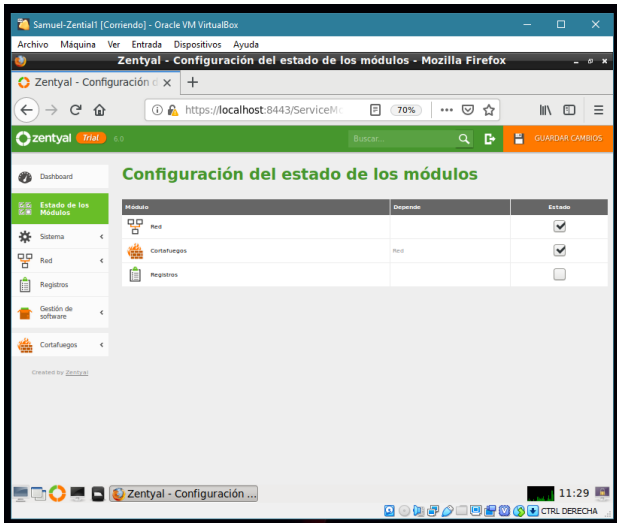 Samuel-Zential1 [Corriendo] - Oracle VM VirtualBox
Archivo Máquina Ver Entrada Dispositivos Ayuda
Zentyal - Configuración del estado de los módulos - Mozilla Firefox
Zentyal - Configuración d
https://localhost:8443/ServiceMo
70%
zentyal Trial 6.0
Buscar...
GUARDAR CAMBIOS
Dashboard
Estado de los
Módulos
Sistema
Red
Registros
Gestión de
software
Cortafuegos
Created by Zentyal
Configuración del estado de los módulos
Módulo Depende Estado
Red
Cortafuegos Red
Registros
Zentyal - Configuración ...
11:29
CTRL DERECHA